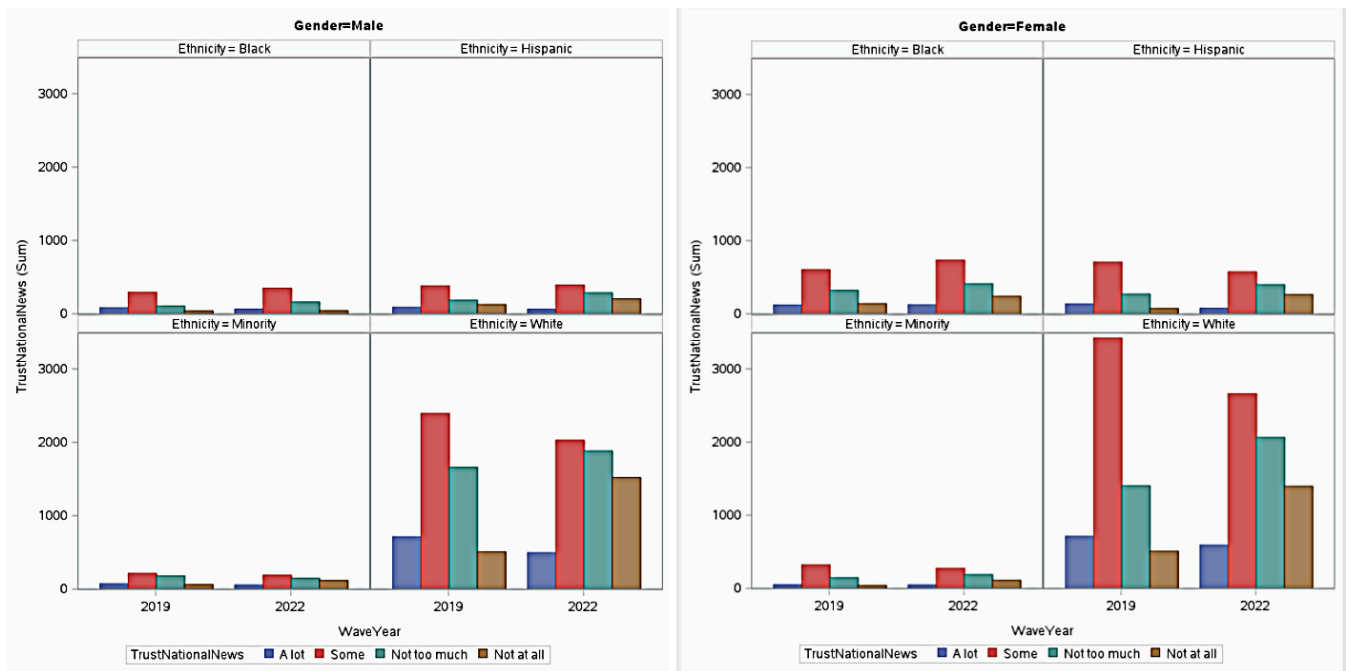 Gender=Male
Ethnicity = Black
Ethnicity = Hispanic
3000
2000
1000
0
Ethnicity = Minority
Ethnicity = White
3000
2000
1000
0
TrustNationalNews (Sum)
2019
2022
2019
2022
WaveYear
TrustNationalNews A lot Some Not too much Not at all
Gender=Female
Ethnicity = Black
Ethnicity = Hispanic
3000
2000
1000
0
Ethnicity = Minority
Ethnicity = White
3000
2000
1000
0
TrustNationalNews (Sum)
2019
2022
2019
2022
WaveYear
TrustNationalNews A lot Some Not too much Not at all